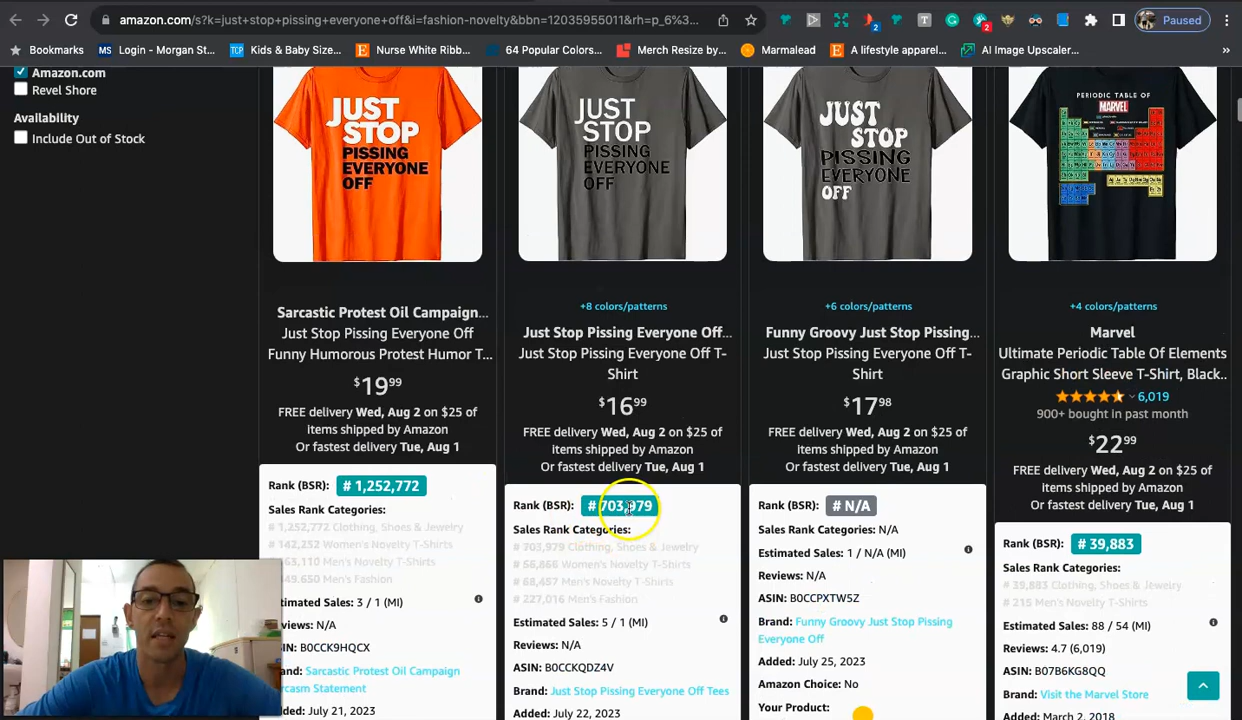 amazon.com/s?k=just+stop+pissing+everyone+off&i=fashion-novelty&bbn=12035955011&rh=p_6%3...
Paused
Bookmarks
Login - Morgan St...
Kids & Baby Size...
Nurse White Ribb...
64 Popular Colors...
Merch Resize by...
Marmalead
A lifestyle apparel...
AI Image Upscaler...
»
Amazon.com
Revel Shore
Availability
Include Out of Stock
JUST
STOP
PISSING
EVERYONE
OFF
Sarcastic Protest Oil Campaign...
Just Stop Pissing Everyone Off
Funny Humorous Protest Humor T...
$19 99
FREE delivery Wed, Aug 2 on $25 of
items shipped by Amazon
Or fastest delivery Tue, Aug 1
Rank (BSR): # 1,252,772
Sales Rank Categories:
# 1,252,772 Clothing, Shoes & Jewelry
# 142,252 Women's Novelty T-Shirts
63,110 Men's Novelty T-Shirts
349,650 Men's Fashion
stimated Sales: 3 / 1 (MI)
views: N/A
IN: B0CCK9HQCX
and: Sarcastic Protest Oil Campaign
rcasm Statement
ded: July 21, 2023
JUST
STOP
PISSING
EVERYONE
OFF
+8 colors/patterns
Just Stop Pissing Everyone Off...
Just Stop Pissing Everyone Off T-
Shirt
$16 99
FREE delivery Wed, Aug 2 on $25 of
items shipped by Amazon
Or fastest delivery Tue, Aug 1
Rank (BSR): # 703,979
Sales Rank Categories:
# 703,979 Clothing, Shoes & Jewelry
# 56,866 Women's Novelty T-Shirts
# 68,457 Men's Novelty T-Shirts
# 227,016 Men's Fashion
Estimated Sales: 5 / 1 (MI)
Reviews: N/A
ASIN: B0CCKQDZ4V
Brand: Just Stop Pissing Everyone Off Tees
Added: July 22, 2023
JUST
STOP
PISSING
EVERYONE
OFF
+6 colors/patterns
Funny Groovy Just Stop Pissing...
Just Stop Pissing Everyone Off T-
Shirt
$17 98
FREE delivery Wed, Aug 2 on $25 of
items shipped by Amazon
Or fastest delivery Tue, Aug 1
Rank (BSR): # N/A
Sales Rank Categories: N/A
Estimated Sales: 1 / N/A (MI)
Reviews: N/A
ASIN: B0CCPXTW5Z
Brand: Funny Groovy Just Stop Pissing
Everyone Off
Added: July 25, 2023
Amazon Choice: No
Your Product:
PERIODIC TABLE OF
MARVEL
+4 colors/patterns
Marvel
Ultimate Periodic Table Of Elements
Graphic Short Sleeve T-Shirt, Black...
6,019
900+ bought in past month
$22 99
FREE delivery Wed, Aug 2 on $25 of
items shipped by Amazon
Or fastest delivery Tue, Aug 1
Rank (BSR): # 39,883
Sales Rank Categories:
# 39,883 Clothing, Shoes & Jewelry
# 215 Men's Novelty T-Shirts
Estimated Sales: 88 / 54 (MI)
Reviews: 4.7 (6,019)
ASIN: B07B6KG8QQ
Brand: Visit the Marvel Store
Added: March 2, 2018